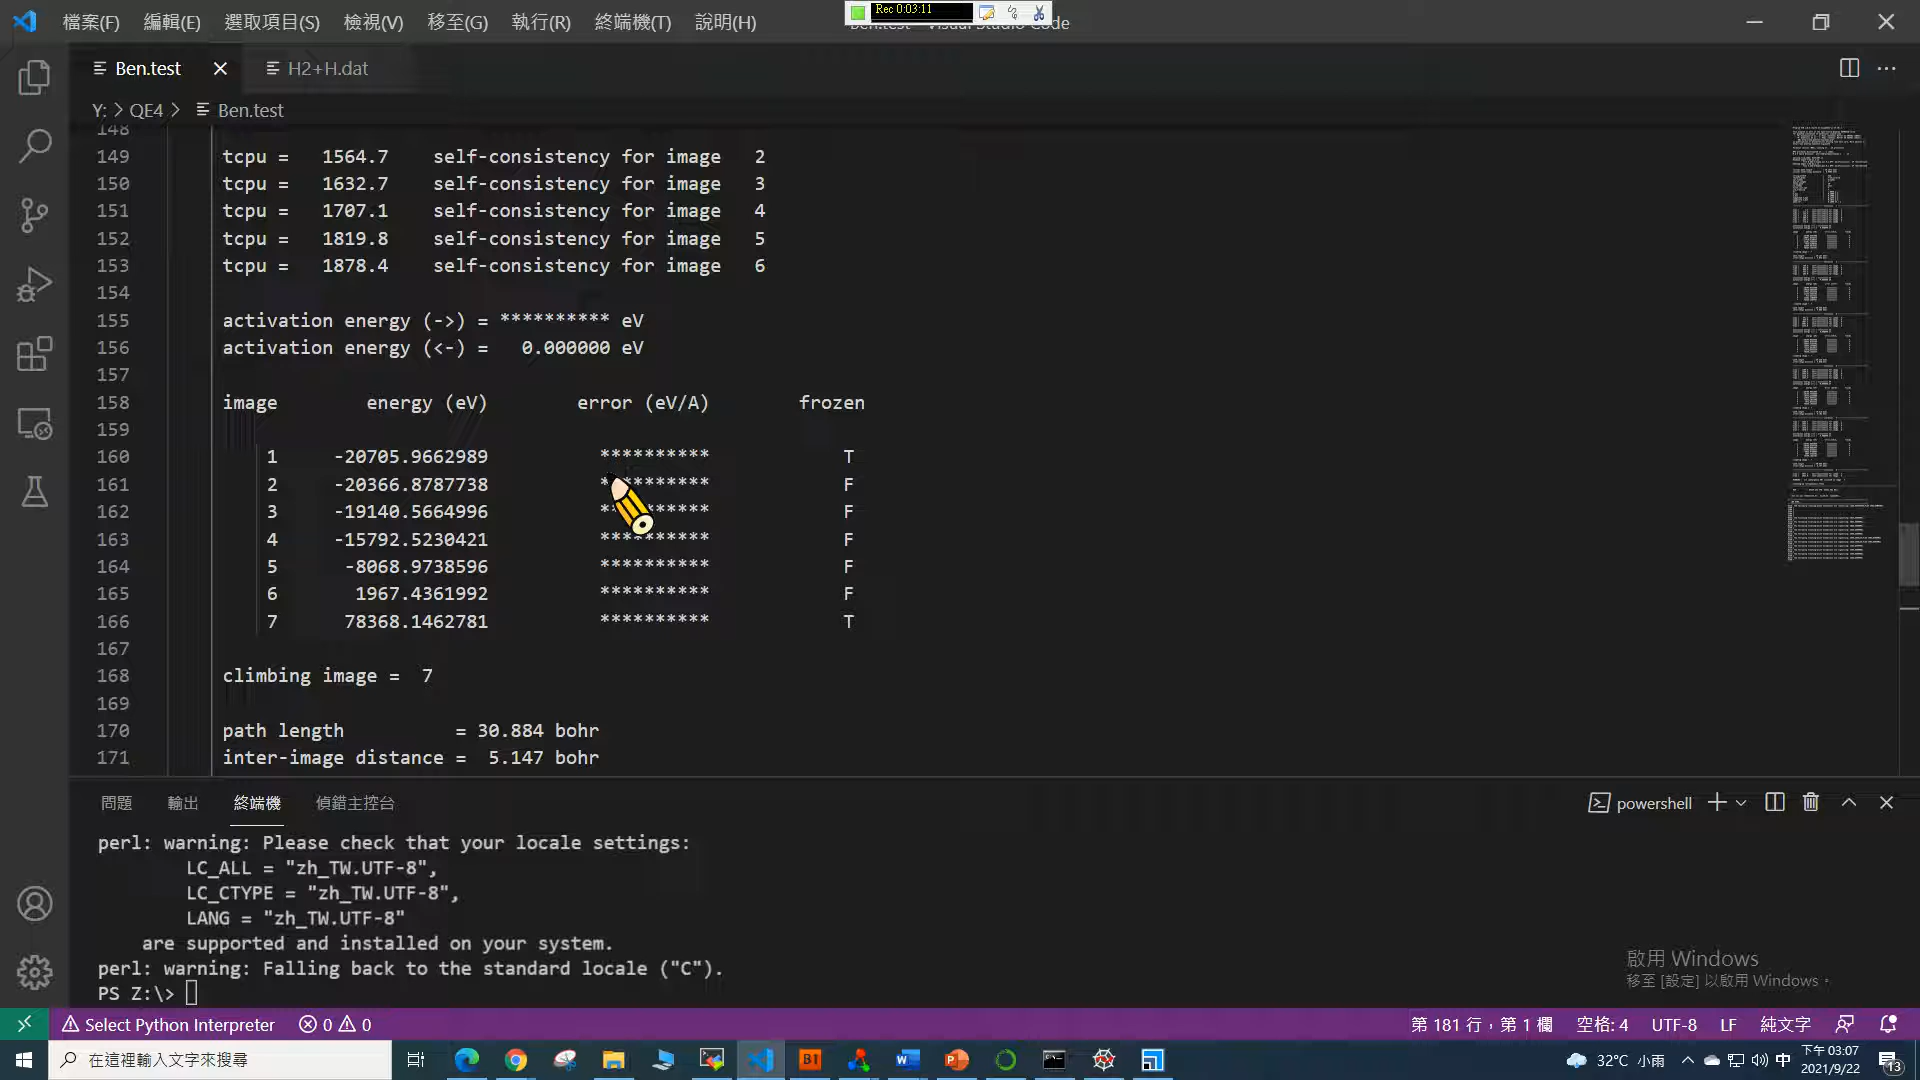 檔案(F) 編輯(E) 選取項目(S) 檢視(V) 移至(G) 執行(R) 終端機(T) 說明(H)
Rec 0:03:11
Ben.test - Visual Studio Code
Ben.test H2+H.dat
Y: > QE4 > Ben.test
148
149 tcpu = 1564.7 self-consistency for image 2
150 tcpu = 1632.7 self-consistency for image 3
151 tcpu = 1707.1 self-consistency for image 4
152 tcpu = 1819.8 self-consistency for image 5
153 tcpu = 1878.4 self-consistency for image 6
154
155 activation energy (->) = ********** eV
156 activation energy (<-) = 0.000000 eV
157
158 image energy (eV) error (eV/A) frozen
159
160 1 -20705.9662989 ********** T
161 2 -20366.8787738 ********** F
162 3 -19140.5664996 ********** F
163 4 -15792.5230421 ********** F
164 5 -8068.9738596 ********** F
165 6 1967.4361992 ********** F
166 7 78368.1462781 ********** T
167
168 climbing image = 7
169
170 path length = 30.884 bohr
171 inter-image distance = 5.147 bohr
問題 輸出 終端機 偵錯主控台
powershell
perl: warning: Please check that your locale settings:
LC_ALL = "zh_TW.UTF-8",
LC_CTYPE = "zh_TW.UTF-8",
LANG = "zh_TW.UTF-8"
are supported and installed on your system.
perl: warning: Falling back to the standard locale ("C").
PS Z:\>
啟用 Windows
移至 [設定] 以啟用 Windows。
Select Python Interpreter 0 0
第 181 行，第 1 欄 空格: 4 UTF-8 LF 純文字
在這裡輸入文字來搜尋
32°C 小雨
中
下午 03:07
2021/9/22
13